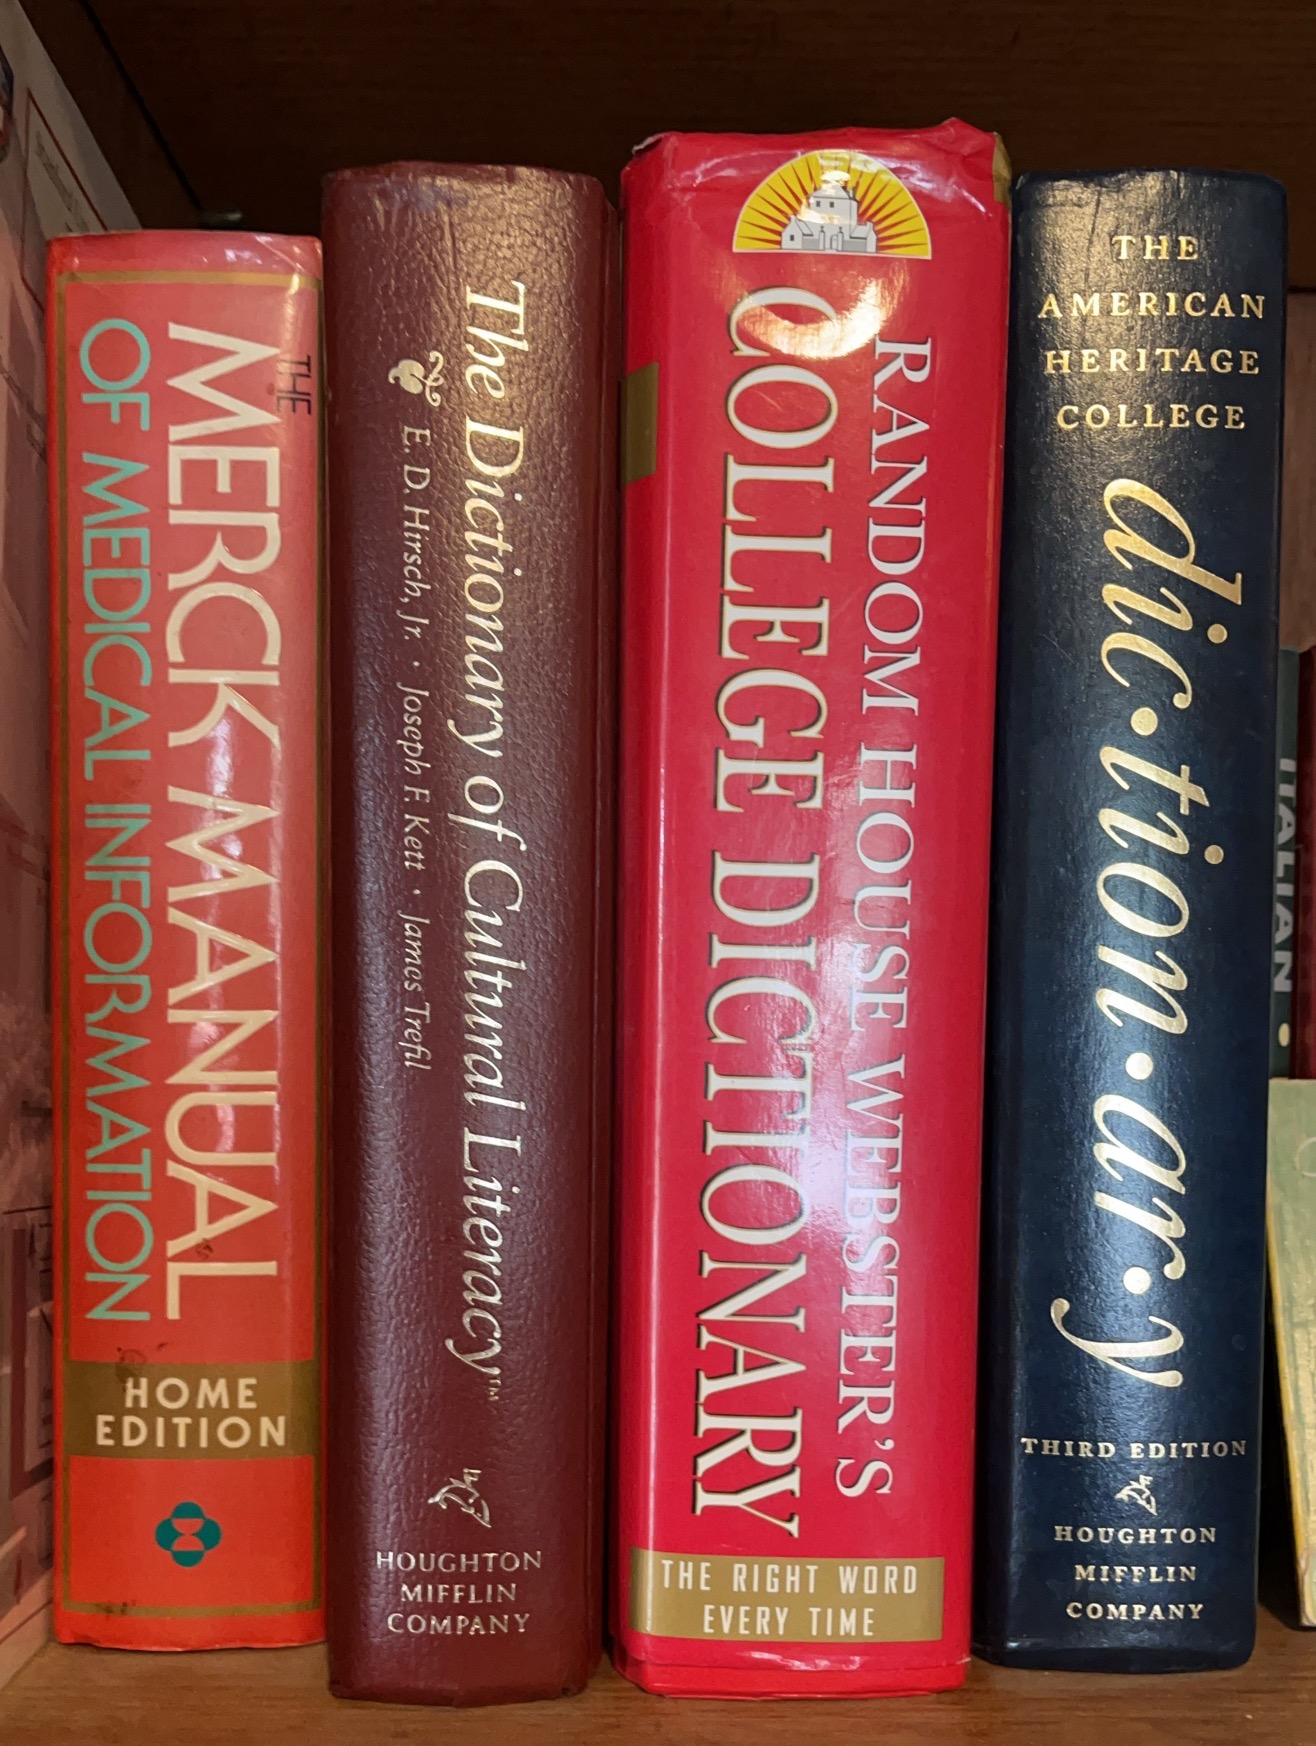 THE
MERCK MANUAL
OF MEDICAL INFORMATION
HOME
EDITION
The Dictionary of Cultural Literacy™
E. D. Hirsch, Jr. · Joseph F. Kett · James Trefil
HOUGHTON
MIFFLIN
COMPANY
RANDOM HOUSE WEBSTER'S
COLLEGE DICTIONARY
THE RIGHT WORD
EVERY TIME
THE
AMERICAN
HERITAGE
COLLEGE
dic·tion·ar·y
THIRD EDITION
HOUGHTON
MIFFLIN
COMPANY
ITALIAN •